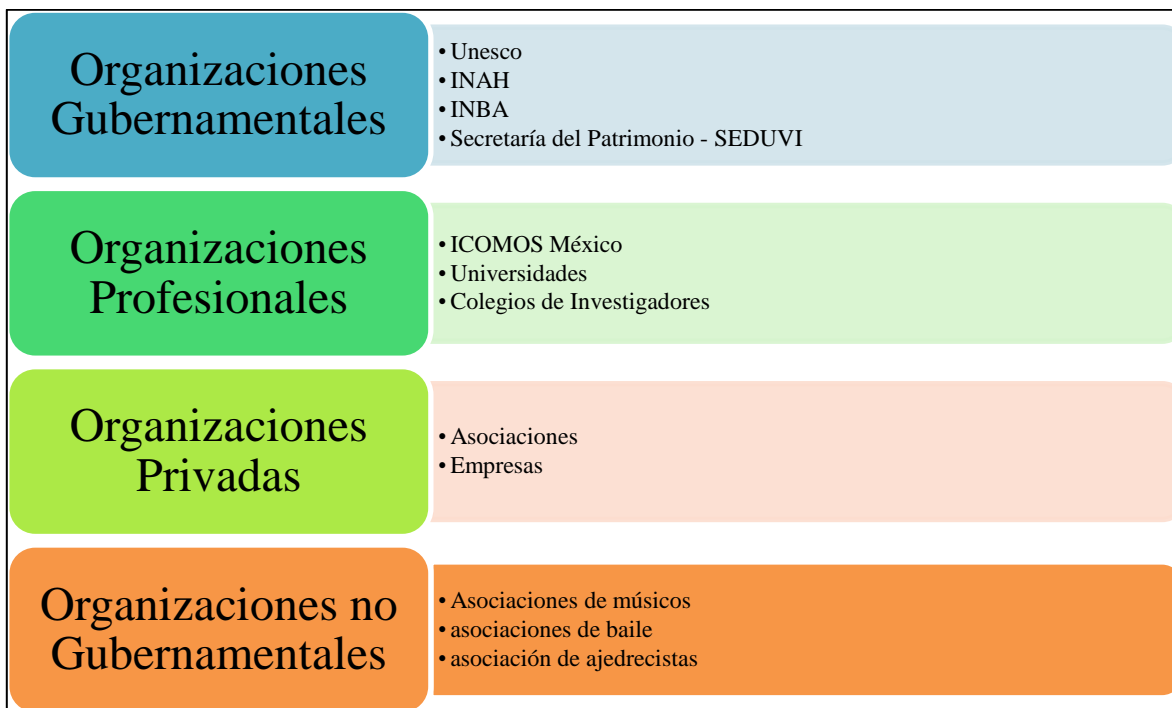 Organizaciones
Gubernamentales
• Unesco
• INAH
• INBA
• Secretaría del Patrimonio - SEDUVI
Organizaciones
Profesionales
• ICOMOS México
• Universidades
• Colegios de Investigadores
Organizaciones
Privadas
• Asociaciones
• Empresas
Organizaciones no
Gubernamentales
• Asociaciones de músicos
• asociaciones de baile
• asociación de ajedrecistas